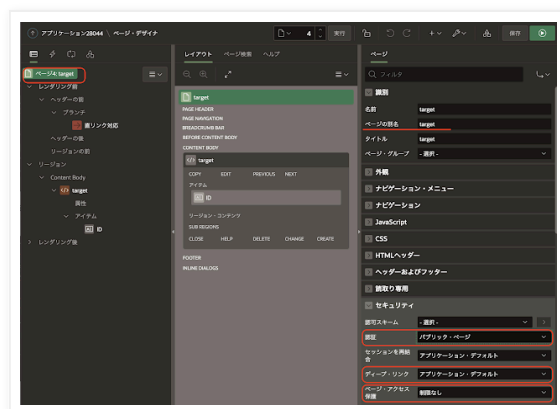 アプリケーション28044 \ ページ・デザイナ
4
実行
保存
レイアウト ページ検索 ヘルプ
ページ
ページ4: target
レンダリング前
ヘッダーの前
ブランチ
直リンク対応
ヘッダーの後
リージョンの前
リージョン
Content Body
target
属性
アイテム
ID
レンダリング後
target
PAGE HEADER
PAGE NAVIGATION
BREADCRUMB BAR
BEFORE CONTENT BODY
CONTENT BODY
target
COPY EDIT PREVIOUS NEXT
アイテム
ID
リージョン・コンテンツ
SUB REGIONS
CLOSE HELP DELETE CHANGE CREATE
FOOTER
INLINE DIALOGS
フィルタ
識別
名前 target
ページの別名 target
タイトル target
ページ・グループ - 選択 -
外観
ナビゲーション・メニュー
ナビゲーション
JavaScript
CSS
HTMLヘッダー
ヘッダーおよびフッター
読取り専用
セキュリティ
認可スキーム - 選択 -
認証 パブリック・ページ
セッションを再結合 アプリケーション・デフォルト
ディープ・リンク アプリケーション・デフォルト
ページ・アクセス保護 制限なし